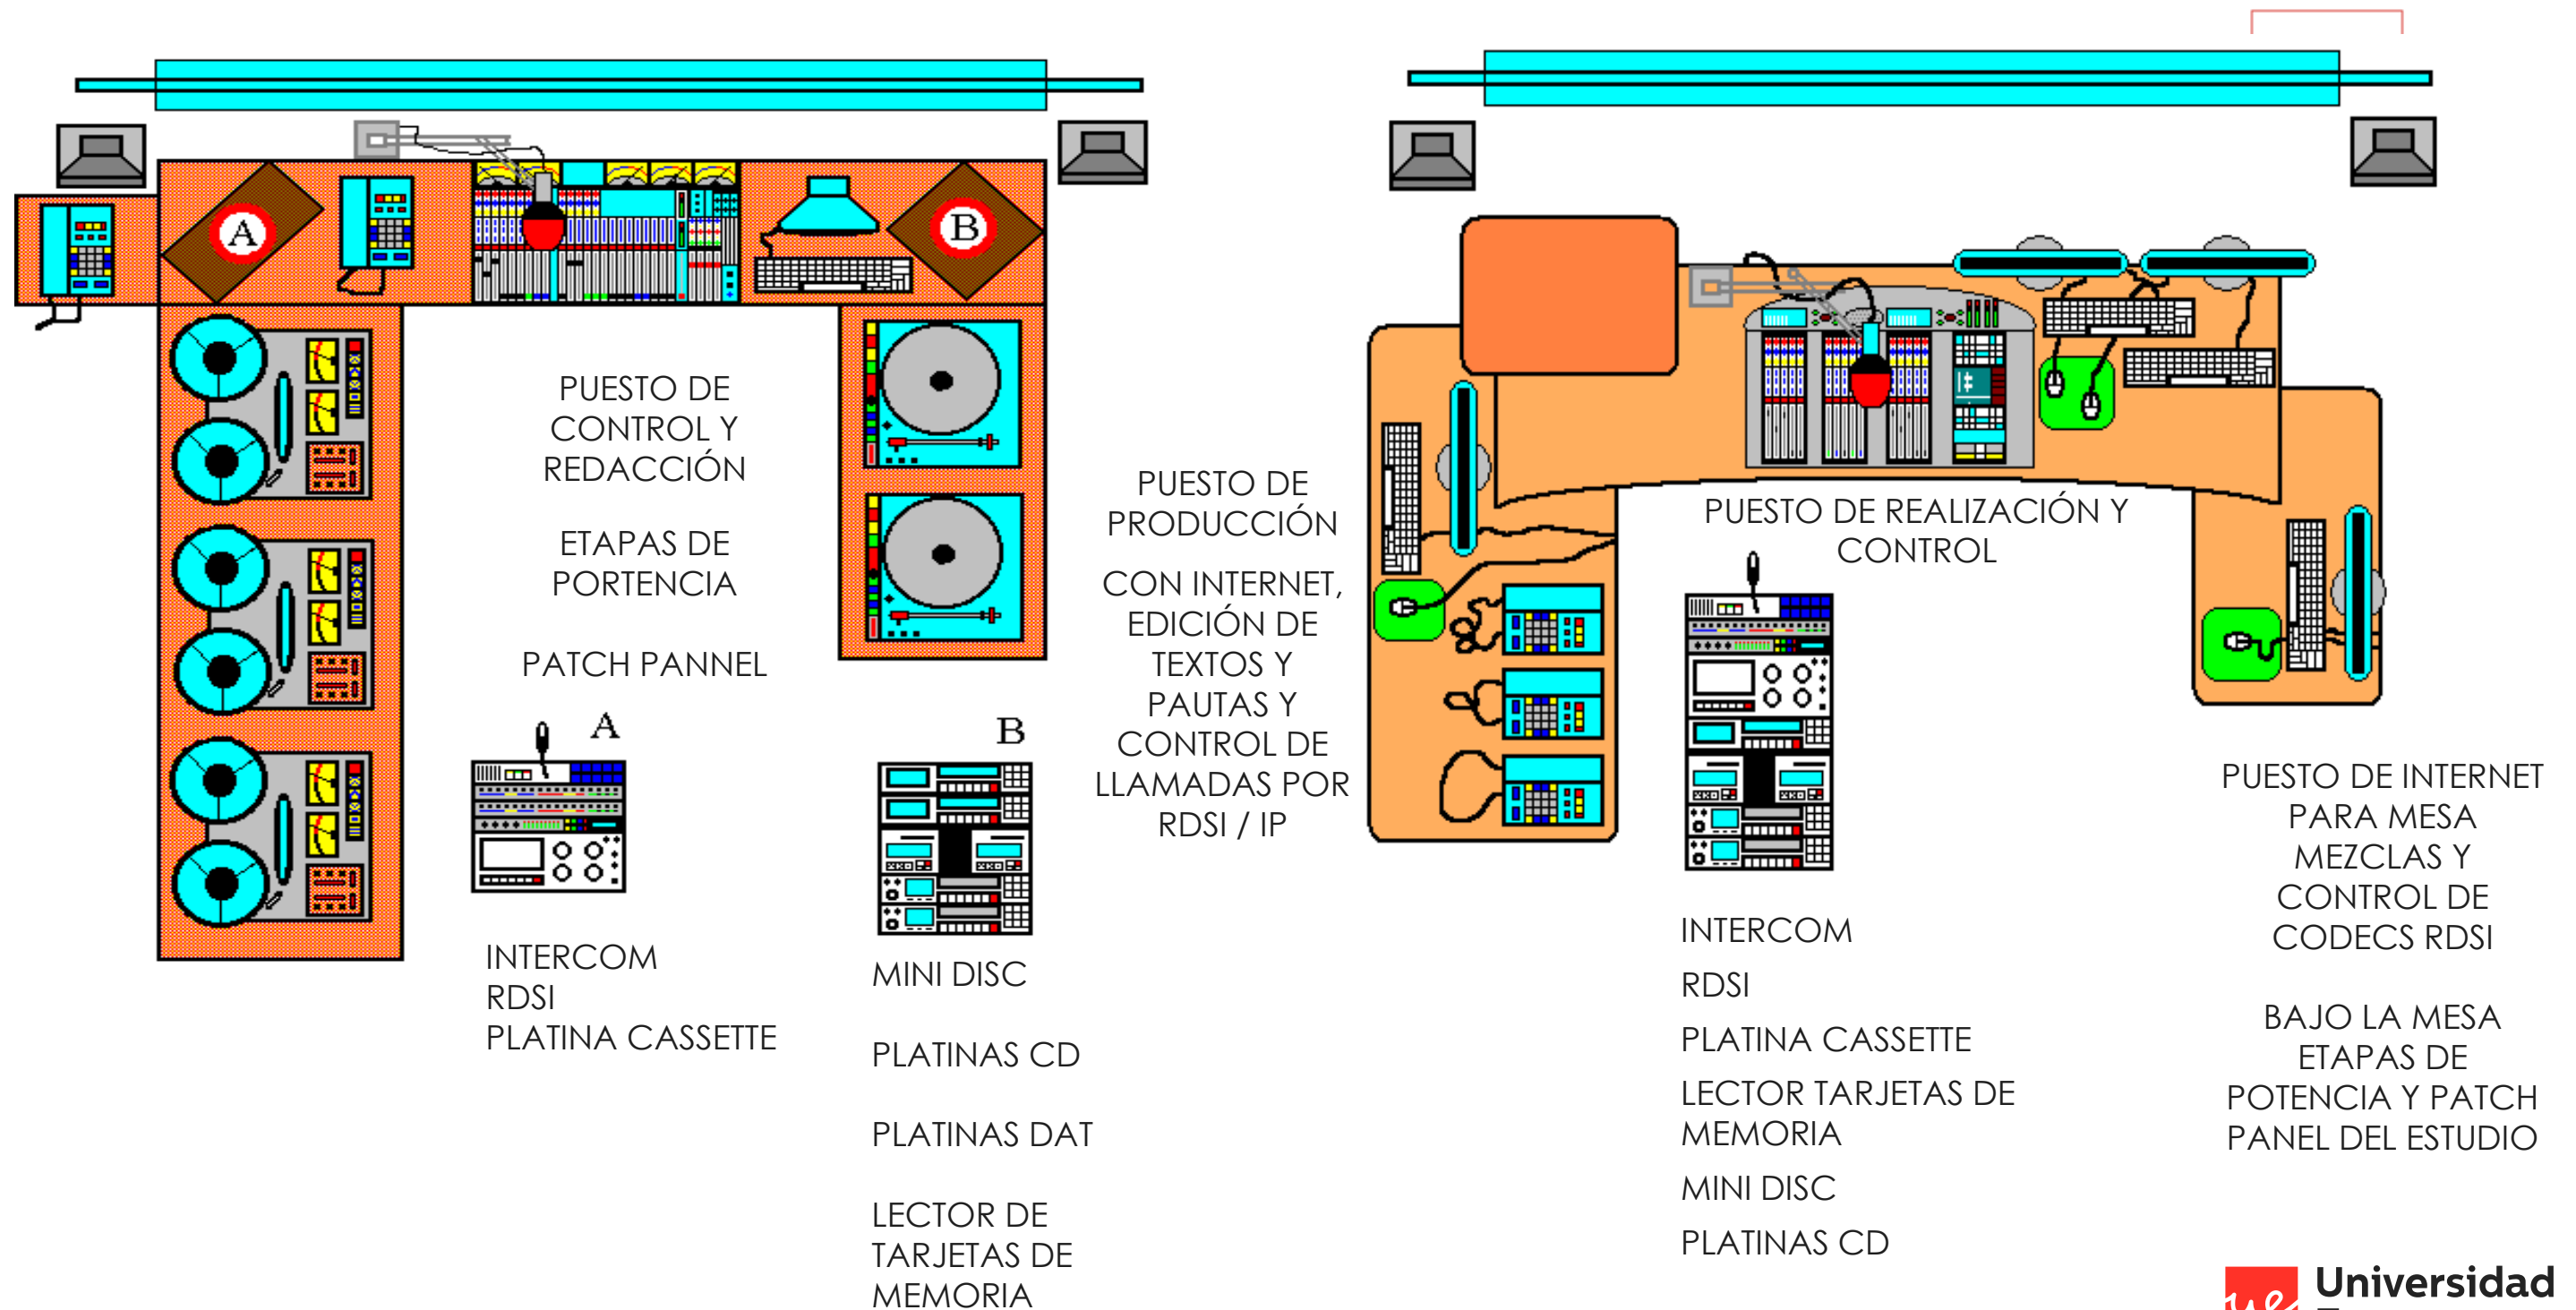 A
B
PUESTO DE
CONTROL Y
REDACCIÓN
ETAPAS DE
PORTENCIA
PATCH PANNEL
A
INTERCOM
RDSI
PLATINA CASSETTE
B
MINI DISC
PLATINAS CD
PLATINAS DAT
LECTOR DE
TARJETAS DE
MEMORIA
PUESTO DE
PRODUCCIÓN
CON INTERNET,
EDICIÓN DE
TEXTOS Y
PAUTAS Y
CONTROL DE
LLAMADAS POR
RDSI / IP
PUESTO DE REALIZACIÓN Y
CONTROL
INTERCOM
RDSI
PLATINA CASSETTE
LECTOR TARJETAS DE
MEMORIA
MINI DISC
PLATINAS CD
PUESTO DE INTERNET
PARA MESA
MEZCLAS Y
CONTROL DE
CODECS RDSI
BAJO LA MESA
ETAPAS DE
POTENCIA Y PATCH
PANEL DEL ESTUDIO
ue Universidad